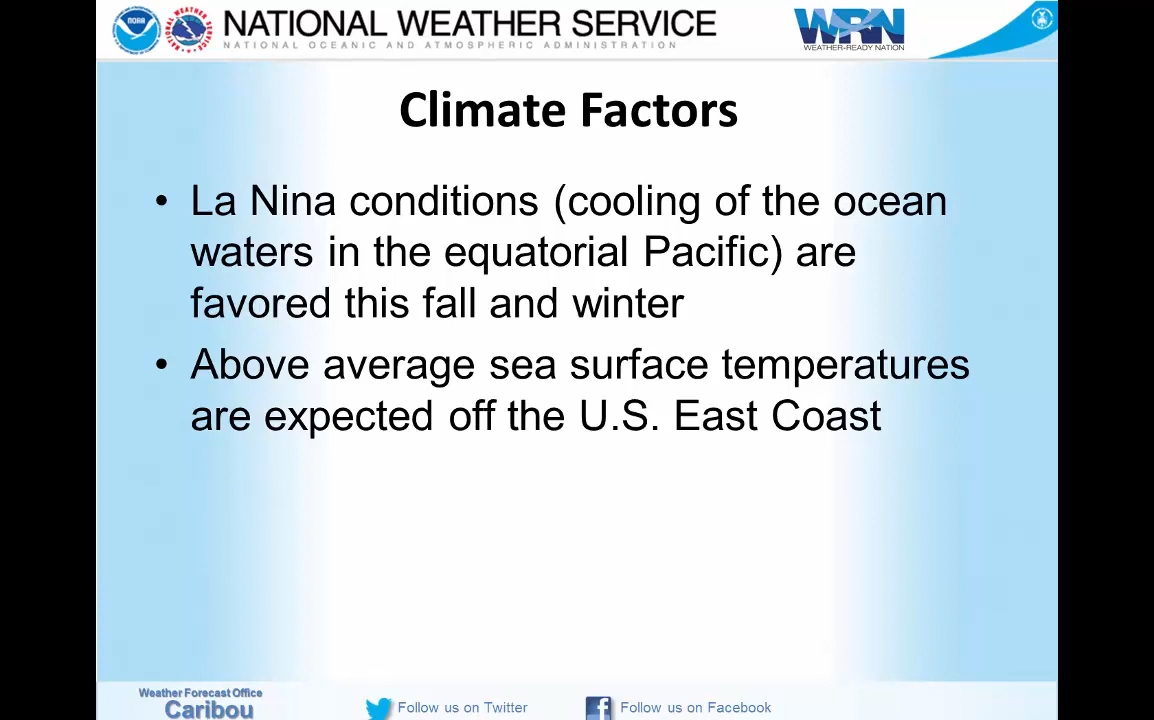 NOAA
NATIONAL WEATHER SERVICE
NATIONAL OCEANIC AND ATMOSPHERIC ADMINISTRATION
WRN
WEATHER-READY NATION
Climate Factors
• La Nina conditions (cooling of the ocean
waters in the equatorial Pacific) are
favored this fall and winter
• Above average sea surface temperatures
are expected off the U.S. East Coast
Weather Forecast Office
Caribou
Follow us on Twitter
Follow us on Facebook